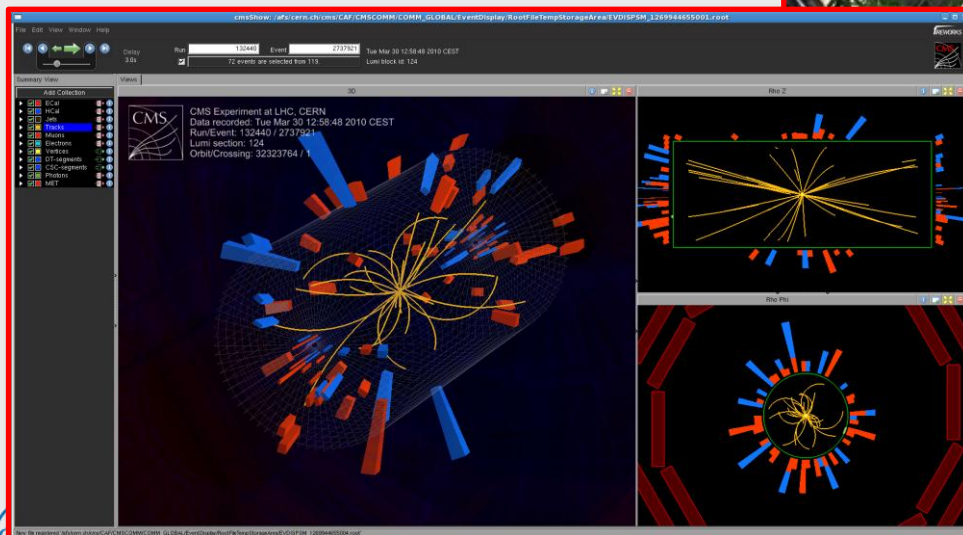 cmsShow: /afs/cern.ch/cms/CAF/CMSCOMM/COMM_GLOBAL/EventDisplay/RootFileTempStorageArea/EVDISPSM_1269944655001.root
File Edit View Window Help
FIREWORKS
Delay
3.0s
Run 132440 Event 2737921 Tue Mar 30 12:58:48 2010 CEST
72 events are selected from 119. Lumi block id: 124
CMS
Summary View
Views
Add Collection
3D
Rho Z
ECal
HCal
Jets
Tracks
Muons
Electrons
Vertices
DT-segments
CSC-segments
Photons
MET
CMS
CMS Experiment at LHC, CERN
Data recorded: Tue Mar 30 12:58:48 2010 CEST
Run/Event: 132440 / 2737921
Lumi section: 124
Orbit/Crossing: 32323764 / 1
Rho Phi